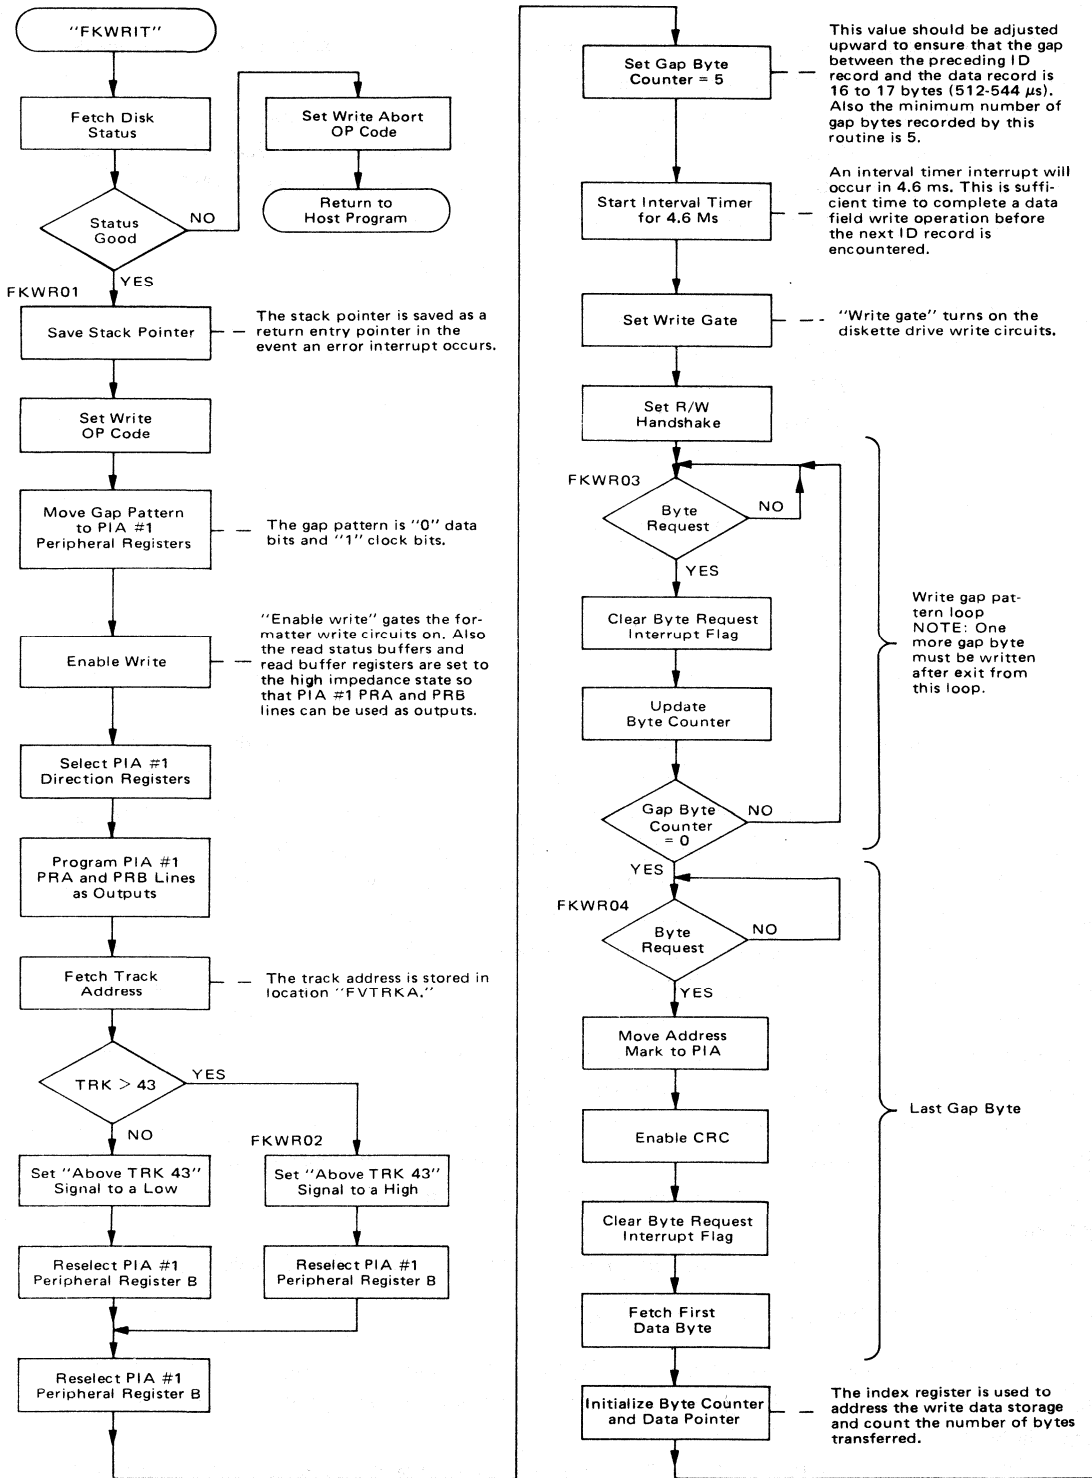 "FKWRIT"
Fetch Disk
Status
Status
Good
NO
YES
Set Write Abort
OP Code
Return to
Host Program
FKWR01
Save Stack Pointer
The stack pointer is saved as a
return entry pointer in the
event an error interrupt occurs.
Set Write
OP Code
Move Gap Pattern
to PIA #1
Peripheral Registers
The gap pattern is "0" data
bits and "1" clock bits.
Enable Write
"Enable write" gates the for-
matter write circuits on. Also
the read status buffers and
read buffer registers are set to
the high impedance state so
that PIA #1 PRA and PRB
lines can be used as outputs.
Select PIA #1
Direction Registers
Program PIA #1
PRA and PRB Lines
as Outputs
Fetch Track
Address
The track address is stored in
location "FVTRKA."
TRK > 43
YES
NO
FKWR02
Set "Above TRK 43"
Signal to a Low
Set "Above TRK 43"
Signal to a High
Reselect PIA #1
Peripheral Register B
Reselect PIA #1
Peripheral Register B
Reselect PIA #1
Peripheral Register B
Set Gap Byte
Counter = 5
This value should be adjusted
upward to ensure that the gap
between the preceding ID
record and the data record is
16 to 17 bytes (512-544 µs).
Also the minimum number of
gap bytes recorded by this
routine is 5.
Start Interval Timer
for 4.6 Ms
An interval timer interrupt will
occur in 4.6 ms. This is suffi-
cient time to complete a data
field write operation before
the next ID record is
encountered.
Set Write Gate
"Write gate" turns on the
diskette drive write circuits.
Set R/W
Handshake
FKWR03
Byte
Request
NO
YES
Clear Byte Request
Interrupt Flag
Update
Byte Counter
Gap Byte
Counter
= 0
NO
YES
Write gap pat-
tern loop
NOTE: One
more gap byte
must be written
after exit from
this loop.
FKWR04
Byte
Request
NO
YES
Move Address
Mark to PIA
Enable CRC
Clear Byte Request
Interrupt Flag
Fetch First
Data Byte
Last Gap Byte
Initialize Byte Counter
and Data Pointer
The index register is used to
address the write data storage
and count the number of bytes
transferred.